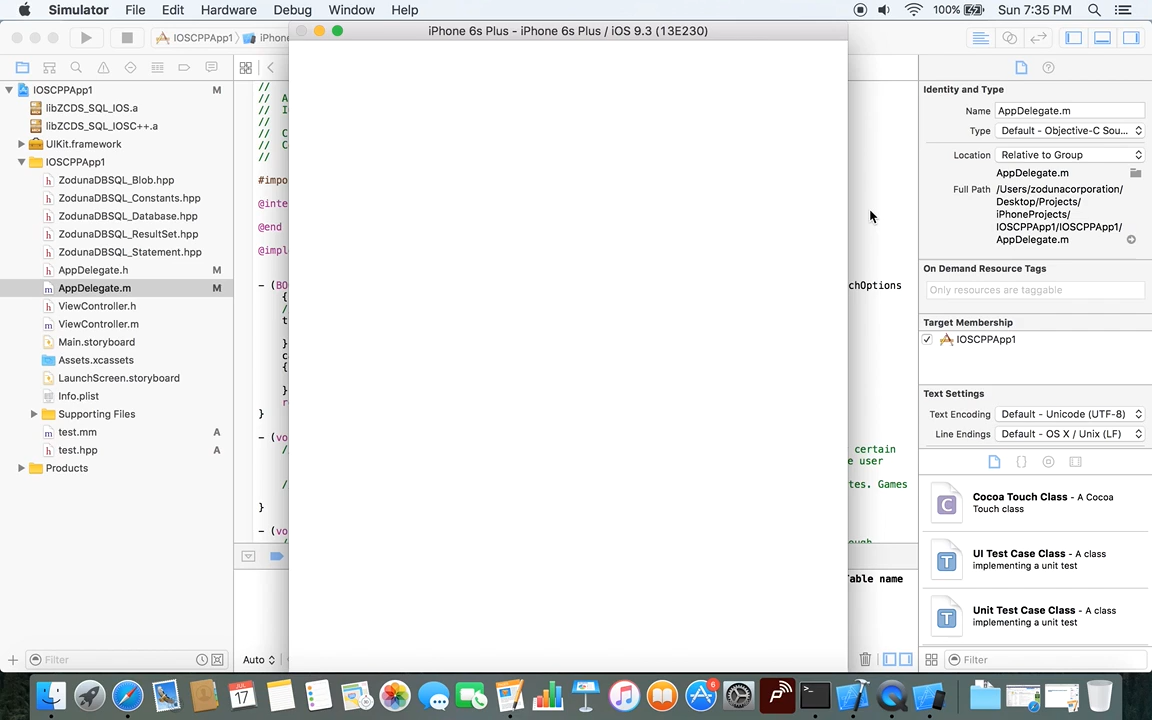 Simulator File Edit Hardware Debug Window Help 100% Sun 7:35 PM
iPhone 6s Plus - iPhone 6s Plus / iOS 9.3 (13E230)
IOSCPPApp1 iPhon
IOSCPPApp1 M
libZCDS_SQL_IOS.a
libZCDS_SQL_IOSC++.a
UIKit.framework
IOSCPPApp1
ZodunaDBSQL_Blob.hpp
ZodunaDBSQL_Constants.hpp
ZodunaDBSQL_Database.hpp
ZodunaDBSQL_ResultSet.hpp
ZodunaDBSQL_Statement.hpp
AppDelegate.h M
AppDelegate.m M
ViewController.h
ViewController.m
Main.storyboard
Assets.xcassets
LaunchScreen.storyboard
Info.plist
Supporting Files
test.mm A
test.hpp A
Products
Filter
//
// A
// I
//
// C
// C
//
#impo
@inte
@end
@impl
- (BO chOptions
{
//
t
}
c
{
}
r
}
- (vo
// certain
e user
// tes. Games
}
- (vo
Auto
able name
Identity and Type
Name AppDelegate.m
Type Default - Objective-C Sou...
Location Relative to Group
AppDelegate.m
Full Path /Users/zodunacorporation/
Desktop/Projects/
iPhoneProjects/
IOSCPPApp1/IOSCPPApp1/
AppDelegate.m
On Demand Resource Tags
Only resources are taggable
Target Membership
IOSCPPApp1
Text Settings
Text Encoding Default - Unicode (UTF-8)
Line Endings Default - OS X / Unix (LF)
Cocoa Touch Class - A Cocoa
Touch class
UI Test Case Class - A class
implementing a unit test
Unit Test Case Class - A class
implementing a unit test
Filter
JUL
17
6